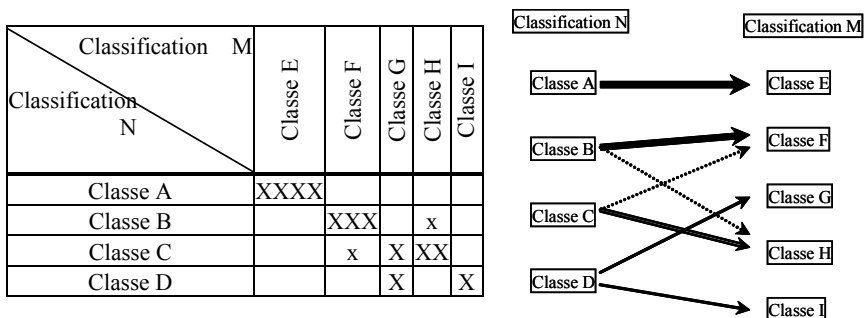 Classification M
Classification
N
Classe E
Classe F
Classe G
Classe H
Classe I
Classe A XXXX
Classe B XXX x
Classe C x X XX
Classe D X X
Classification N
Classification M
Classe A
Classe E
Classe B
Classe F
Classe C
Classe G
Classe H
Classe D
Classe I